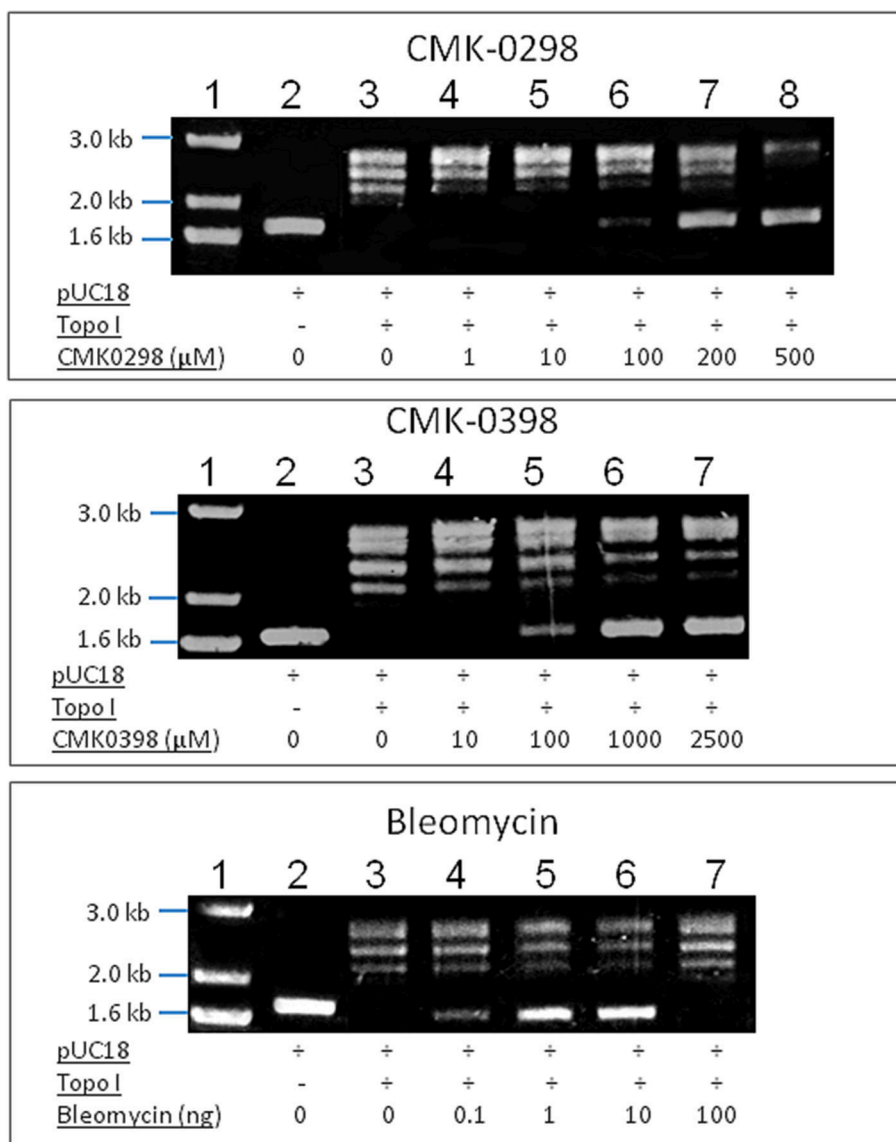 CMK-0298
1 2 3 4 5 6 7 8
3.0 kb
2.0 kb
1.6 kb
pUC18 ÷ ÷ ÷ ÷ ÷ ÷ ÷
Topo I - ÷ ÷ ÷ ÷ ÷ ÷
CMK0298 (μM) 0 0 1 10 100 200 500
CMK-0398
1 2 3 4 5 6 7
3.0 kb
2.0 kb
1.6 kb
pUC18 ÷ ÷ ÷ ÷ ÷ ÷
Topo I - ÷ ÷ ÷ ÷ ÷
CMK0398 (μM) 0 0 10 100 1000 2500
Bleomycin
1 2 3 4 5 6 7
3.0 kb
2.0 kb
1.6 kb
pUC18 ÷ ÷ ÷ ÷ ÷ ÷
Topo I - ÷ ÷ ÷ ÷ ÷
Bleomycin (ng) 0 0 0.1 1 10 100